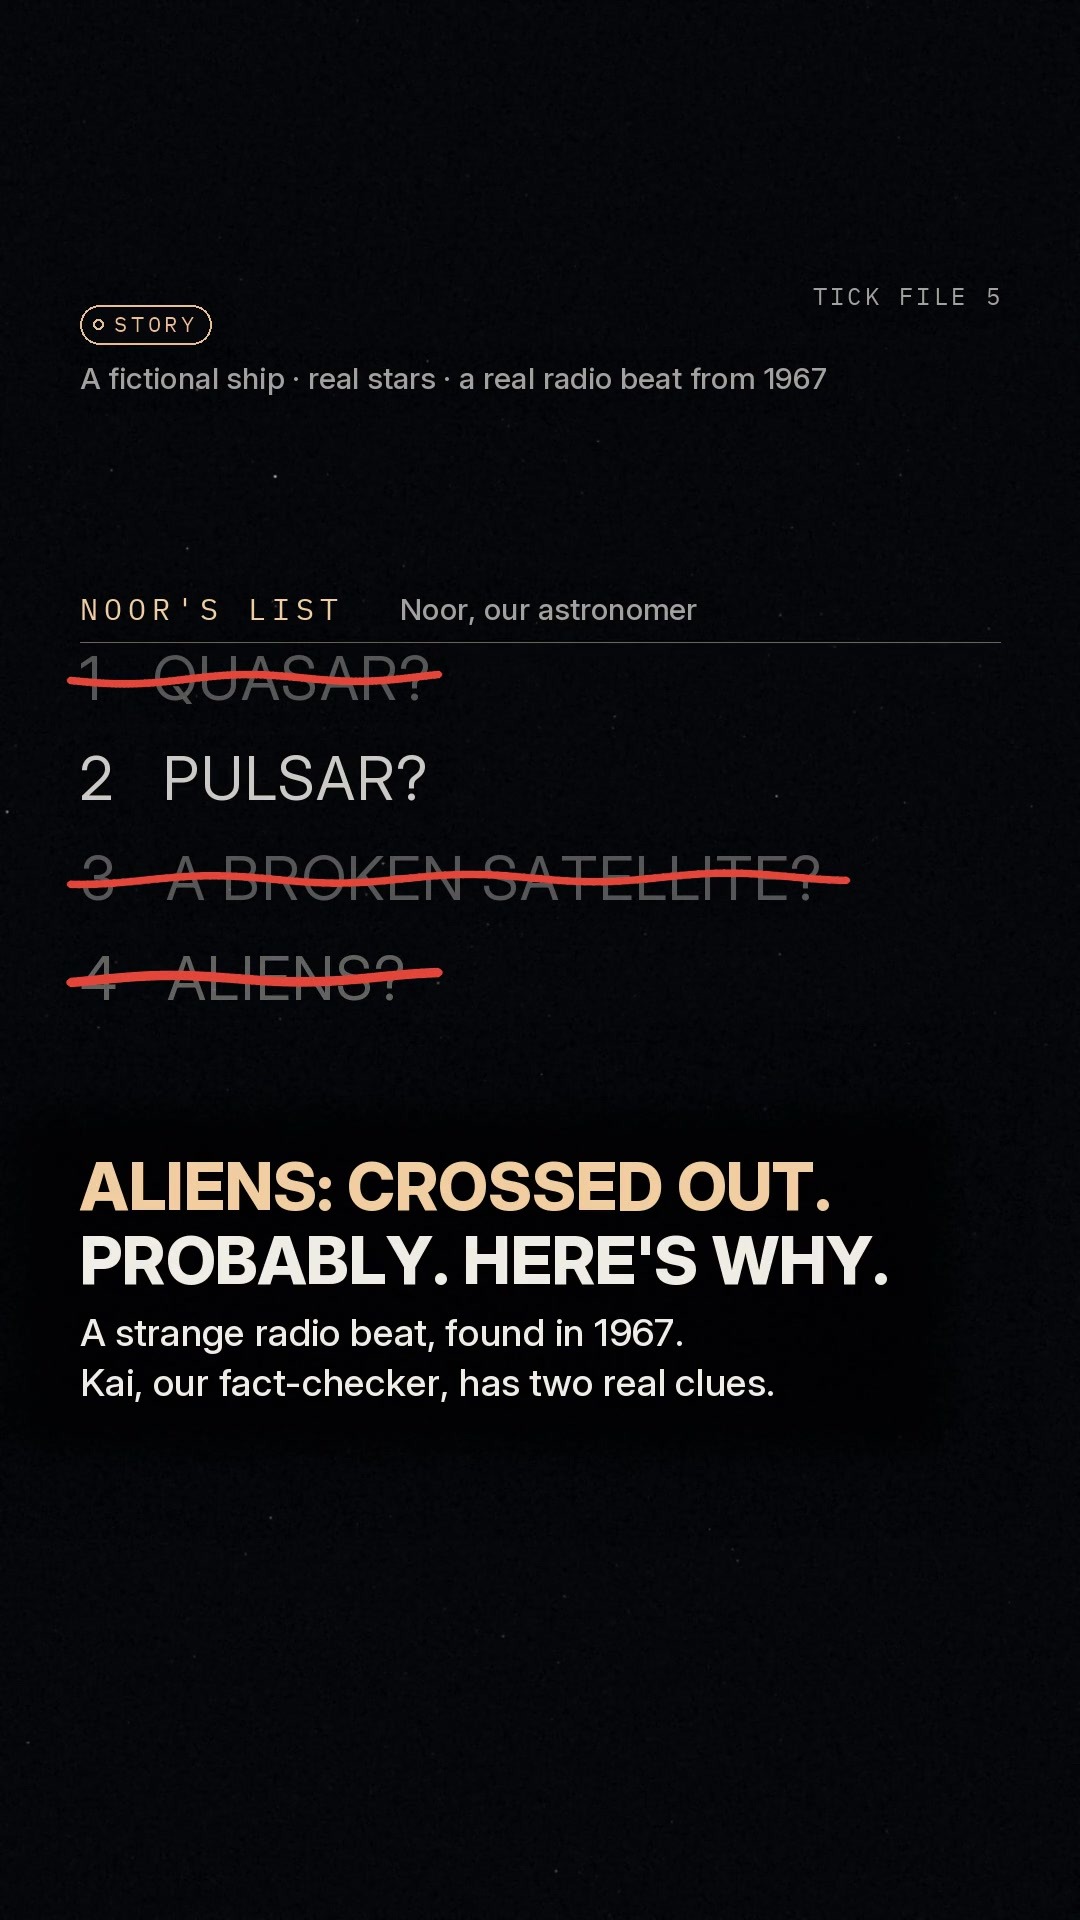 TICK FILE 5
STORY
A fictional ship · real stars · a real radio beat from 1967
NOOR'S LIST Noor, our astronomer
1 QUASAR?
2 PULSAR?
3 A BROKEN SATELLITE?
4 ALIENS?
ALIENS: CROSSED OUT.
PROBABLY. HERE'S WHY.
A strange radio beat, found in 1967.
Kai, our fact-checker, has two real clues.